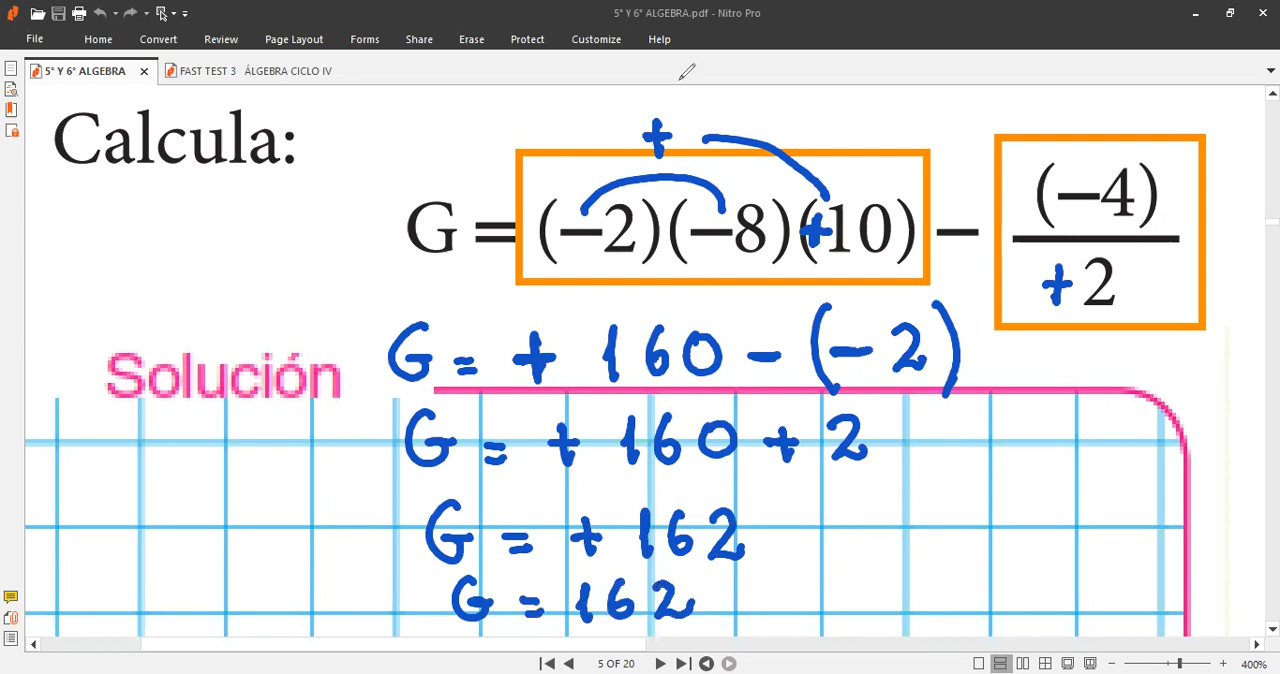 5° Y 6° ALGEBRA.pdf - Nitro Pro
File Home Convert Review Page Layout Forms Share Erase Protect Customize Help
5° Y 6° ALGEBRA FAST TEST 3 ÁLGEBRA CICLO IV
Calcula:
+
G = (−2)(−8)(+10) − (−4)
+2
Solución
G = + 160 − (− 2)
G = + 160 + 2
G = + 162
G = 162
5 OF 20 400%